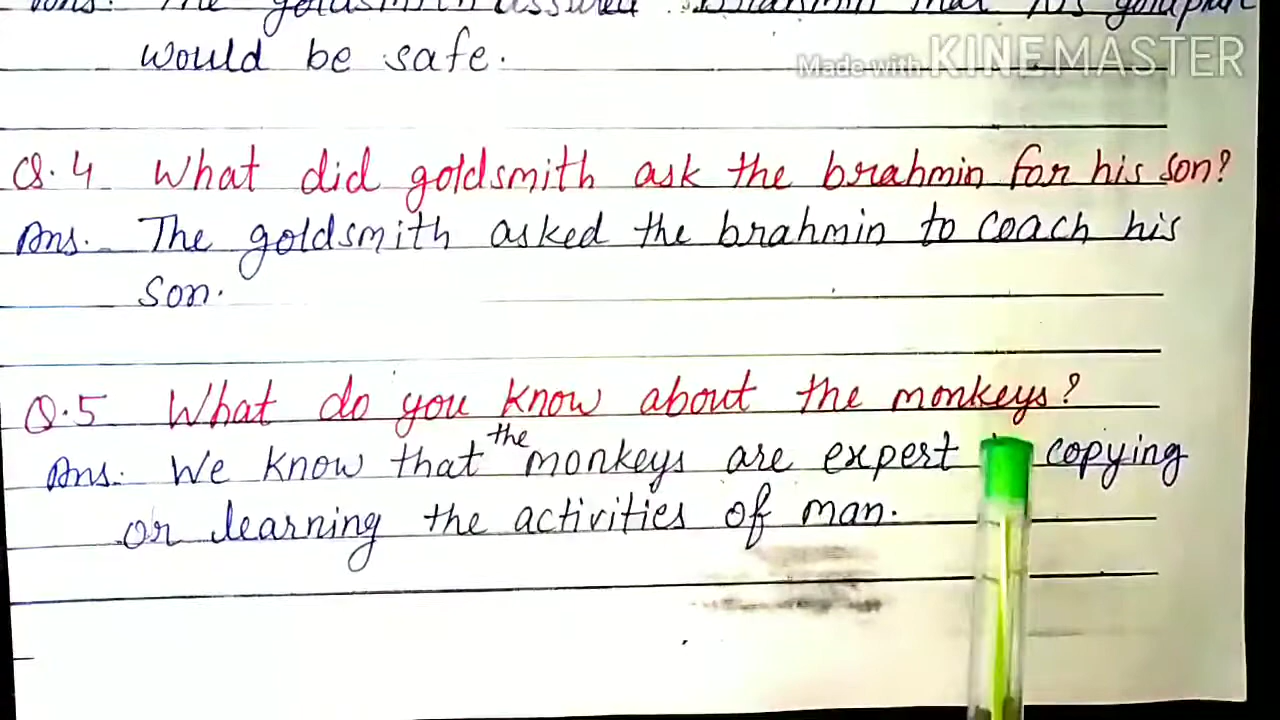 Made with KINEMASTER
would be safe.
Q.4 What did goldsmith ask the brahmin for his son?
Ans. The goldsmith asked the brahmin to coach his
son.
Q.5 What do you know about the monkeys?
Ans. We know that the monkeys are expert copying
or learning the activities of man.